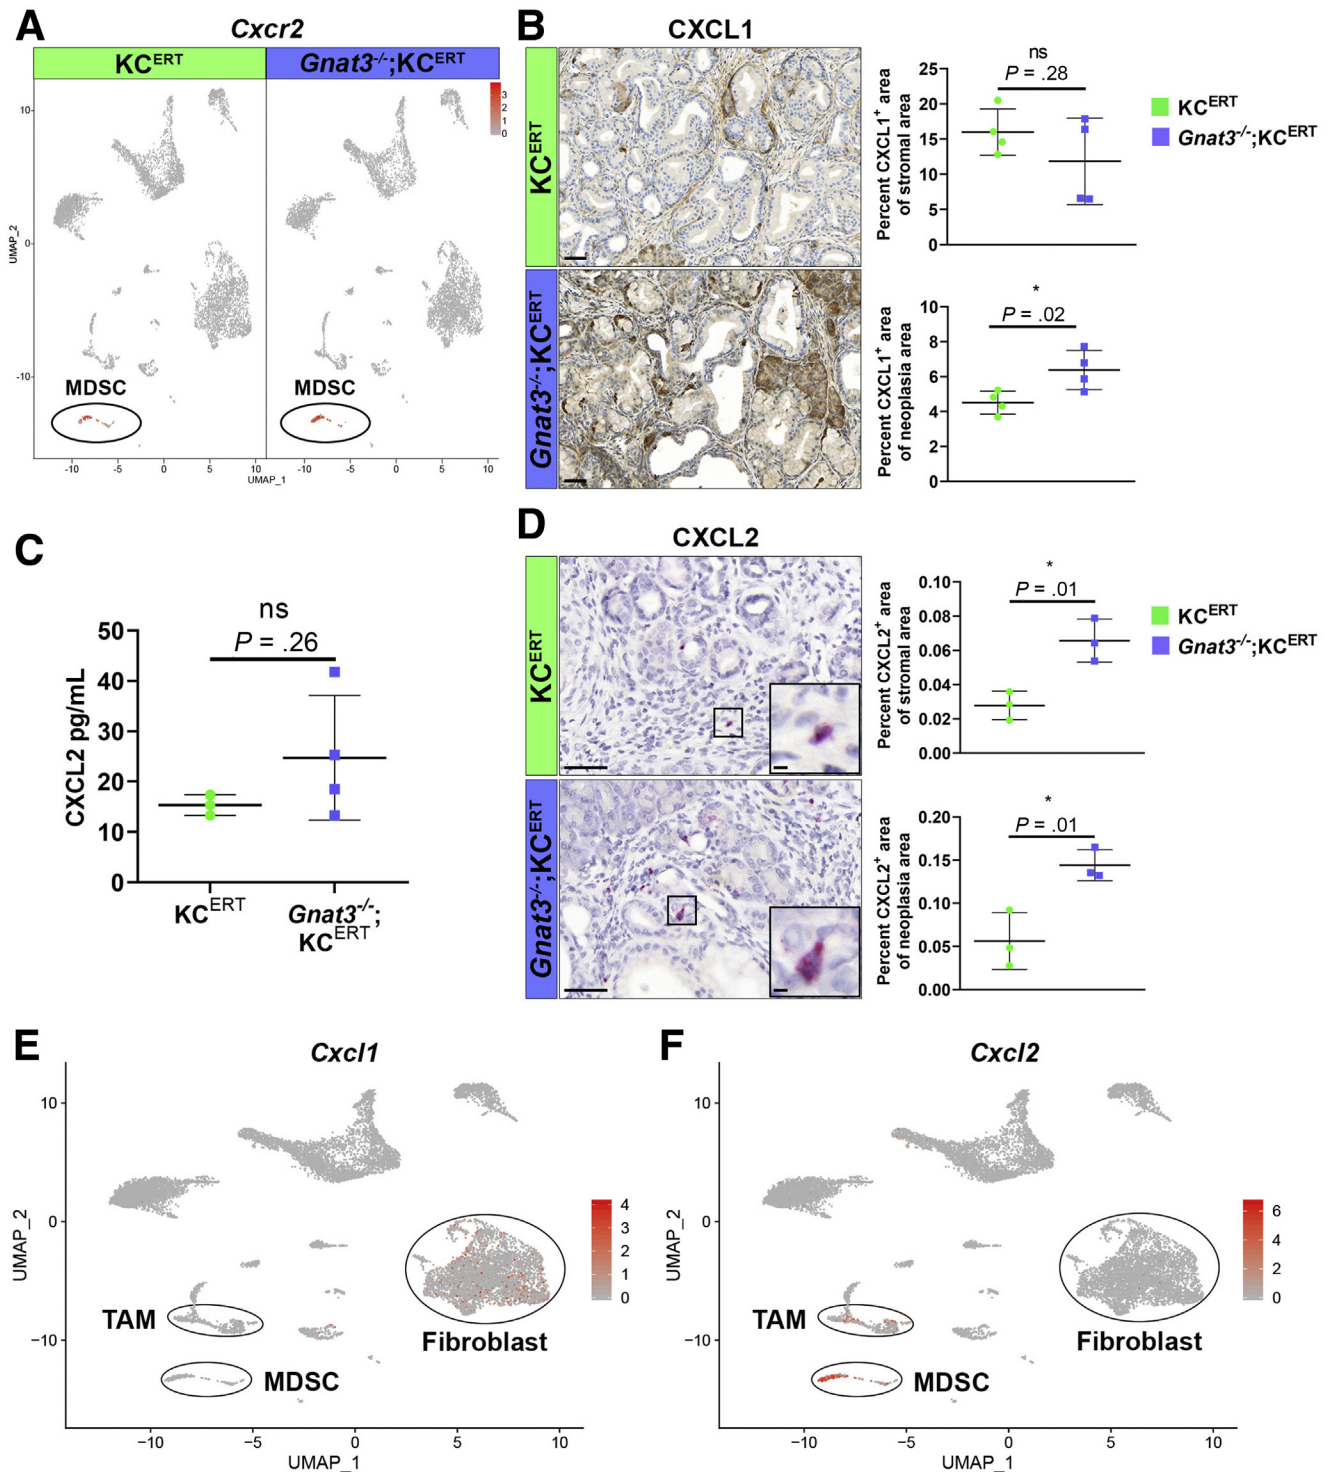 A
Cxcr2
KCERT
Gnat3-/-;KCERT
3
2
1
0
10
0
-10
UMAP_2
MDSC
MDSC
-10
-5
0
5
10
-10
-5
0
5
10
UMAP_1
B
CXCL1
KCERT
Gnat3-/-;KCERT
ns
P = .28
25
20
15
10
5
0
Percent CXCL1+ area
of stromal area
KCERT
Gnat3-/-;KCERT
*
P = .02
10
8
6
4
2
0
Percent CXCL1+ area
of neoplasia area
C
ns
P = .26
50
40
30
20
10
0
CXCL2 pg/mL
KCERT
Gnat3-/-;
KCERT
D
CXCL2
KCERT
Gnat3-/-;KCERT
*
P = .01
0.10
0.08
0.06
0.04
0.02
0.00
Percent CXCL2+ area
of stromal area
KCERT
Gnat3-/-;KCERT
*
P = .01
0.20
0.15
0.10
0.05
0.00
Percent CXCL2+ area
of neoplasia area
E
Cxcl1
10
0
−10
UMAP_2
4
3
2
1
0
TAM
Fibroblast
MDSC
−10
−5
0
5
10
UMAP_1
F
Cxcl2
10
0
−10
UMAP_2
6
4
2
0
TAM
Fibroblast
MDSC
−10
−5
0
5
10
UMAP_1